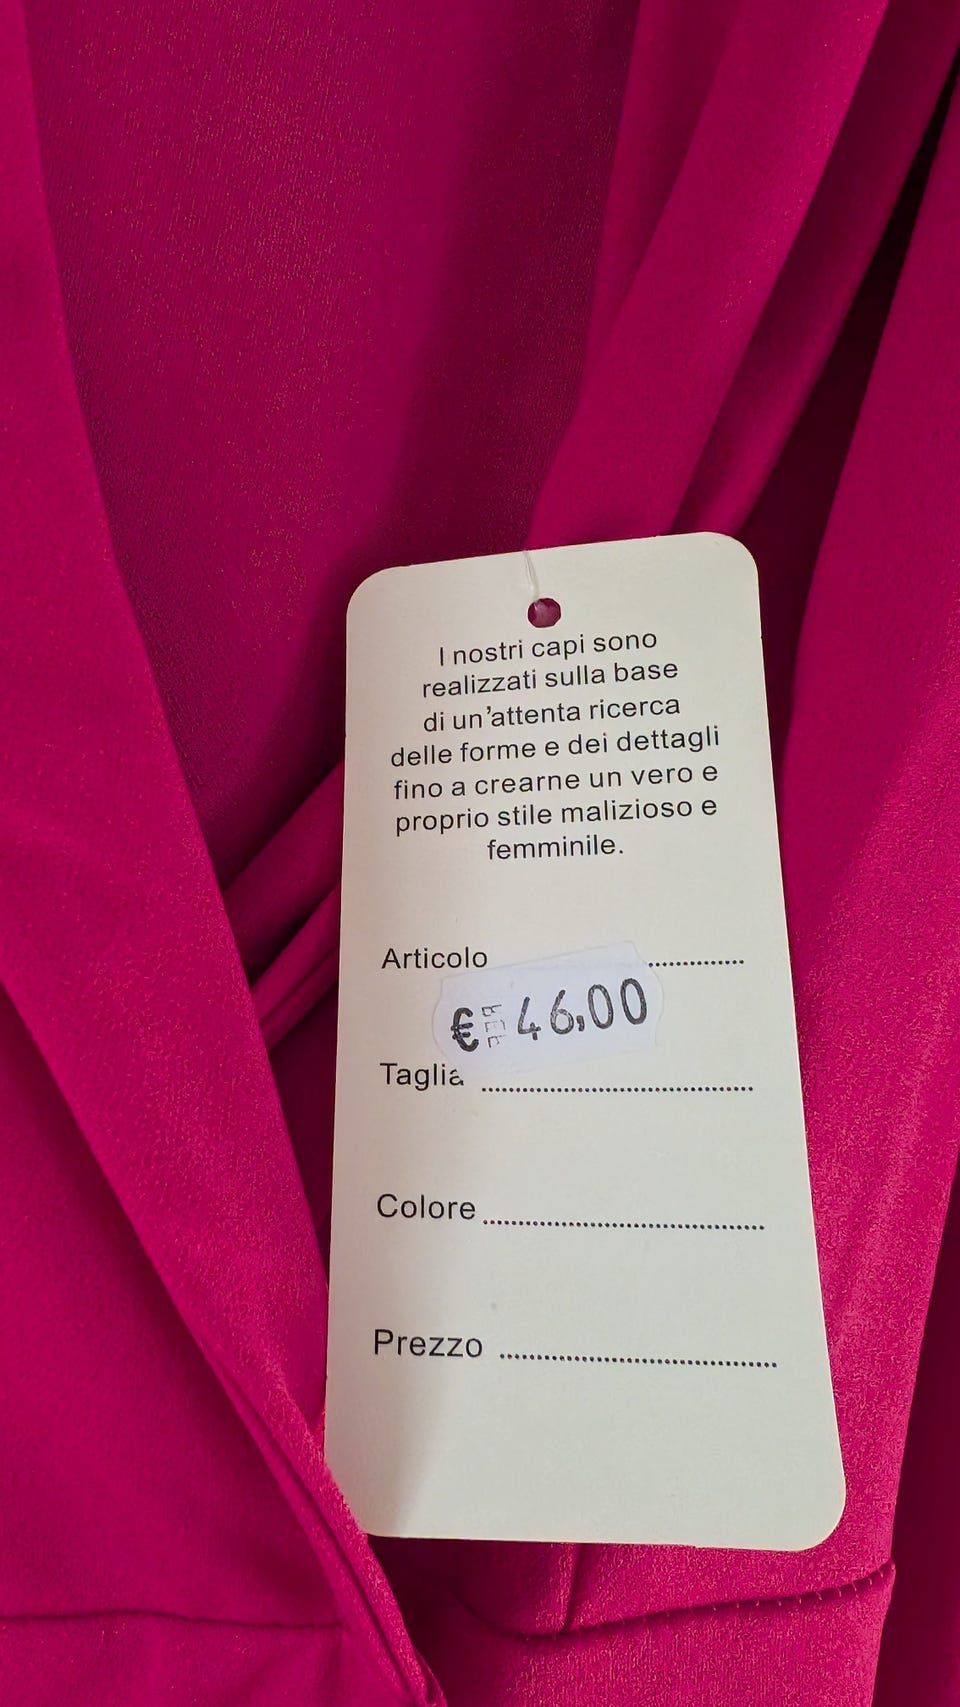 I nostri capi sono
realizzati sulla base
di un'attenta ricerca
delle forme e dei dettagli
fino a crearne un vero e
proprio stile malizioso e
femminile.
Articolo ....................
€ 46,00
Taglia ........................................
Colore ........................................
Prezzo ........................................